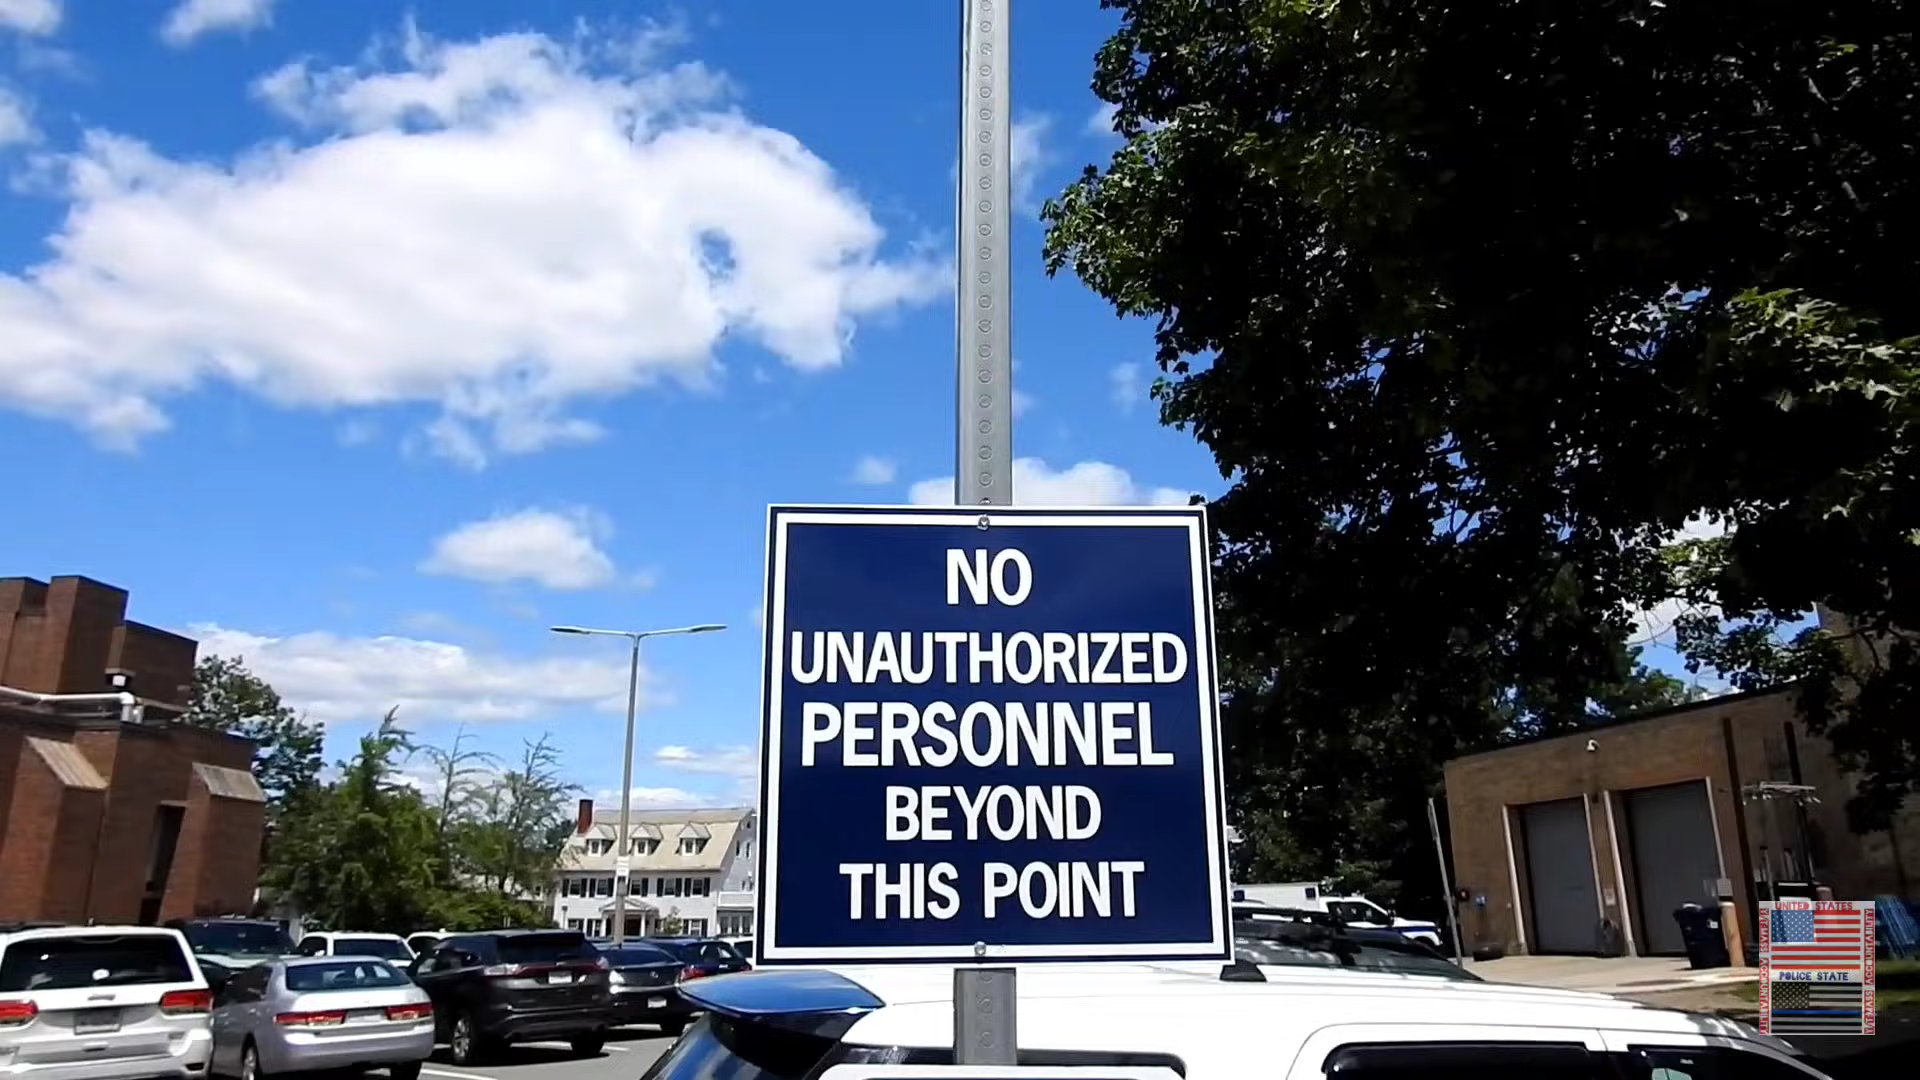 NO
UNAUTHORIZED
PERSONNEL
BEYOND
THIS POINT
UNITED STATES
POLICE STATE